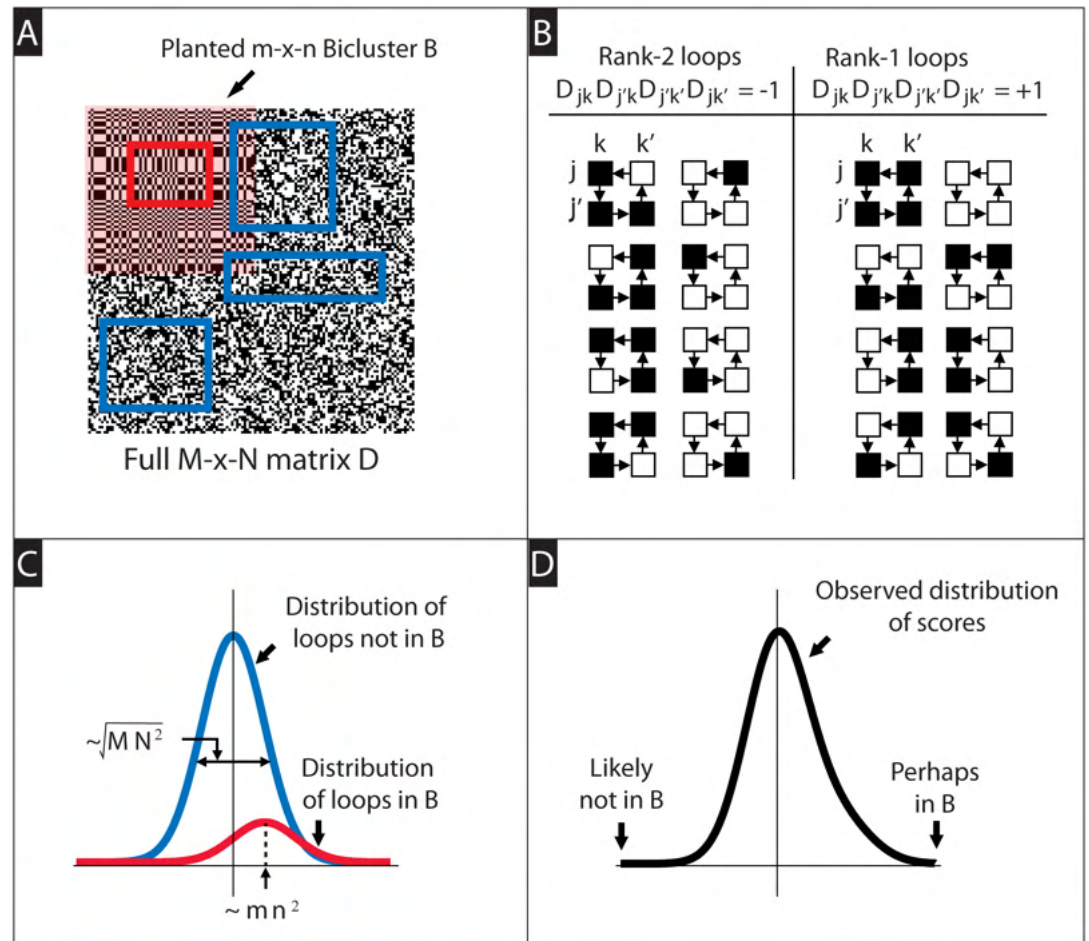 A
Planted m-x-n Bicluster B
Full M-x-N matrix D
B
Rank-2 loops
D_jk D_j'k D_j'k' D_jk' = -1
Rank-1 loops
D_jk D_j'k D_j'k' D_jk' = +1
k k'
j
j'
k k'
j
j'
C
Distribution of
loops not in B
~√M N²
Distribution
of loops in B
~ m n ²
D
Observed distribution
of scores
Likely
not in B
Perhaps
in B